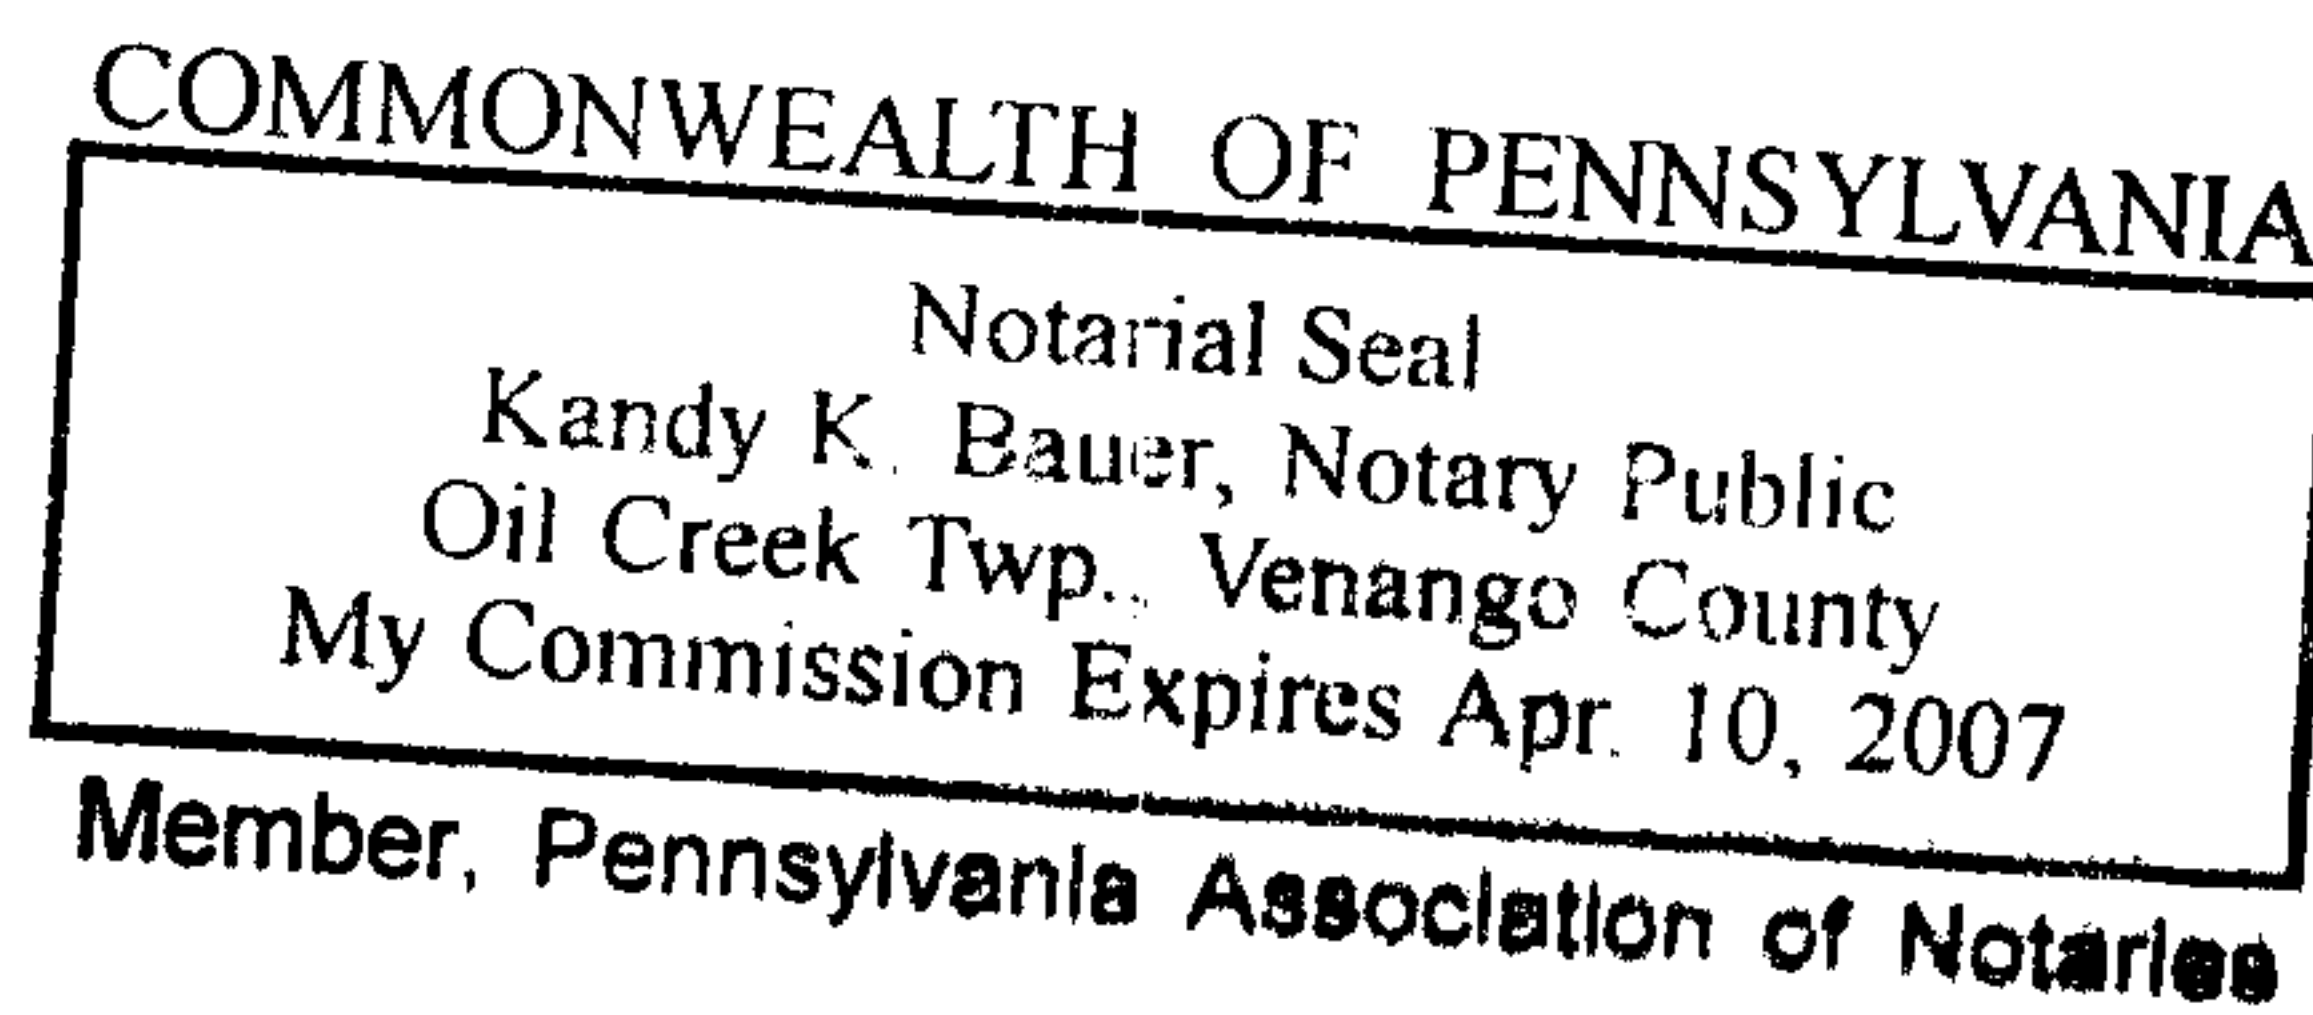 COMMONWEALTH OF PENNSYLVANIA
Notarial Seal
Kandy K. Bauer, Notary Public
Oil Creek Twp., Venango County
My Commission Expires Apr. 10, 2007
Member, Pennsylvania Association of Notaries